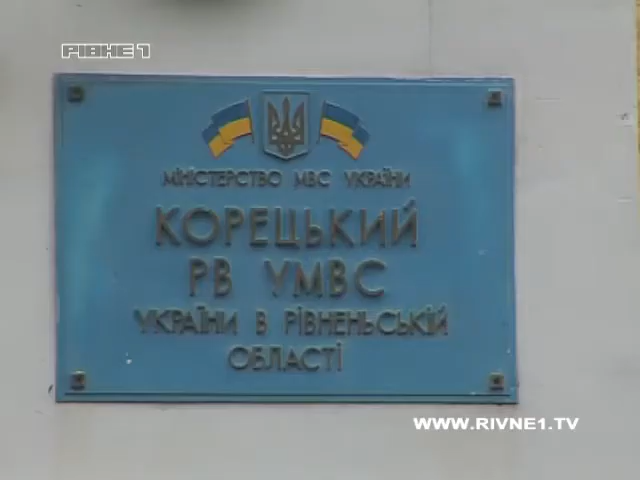 РІВНЕ 1
МІНІСТЕРСТВО МВС УКРАЇНИ
КОРЕЦЬКИЙ
РВ УМВС
УКРАЇНИ В РІВНЕНЬСЬКІЙ
ОБЛАСТІ
WWW.RIVNE1.TV